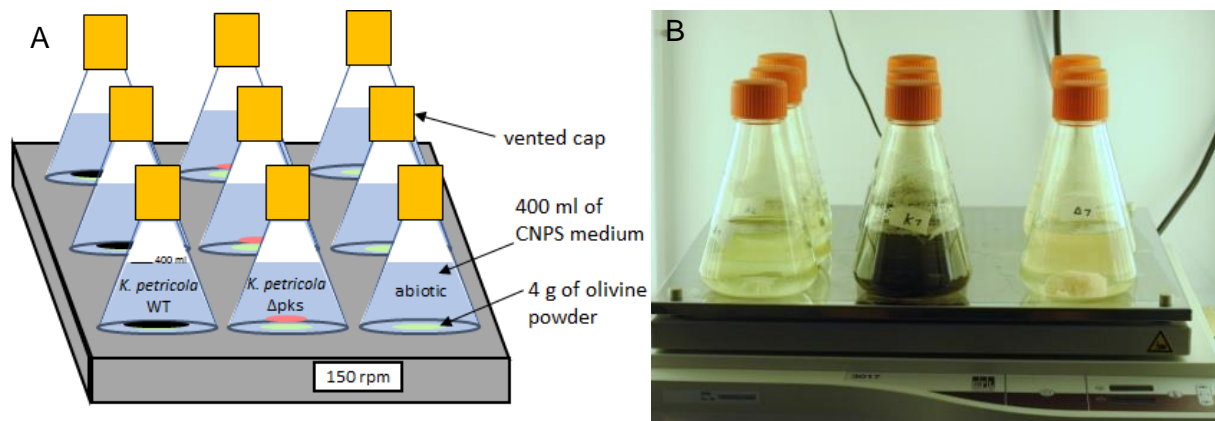 A
vented cap
400 ml of
CNPS medium
4 g of olivine
powder
400 ml
K. petricola
WT
K. petricola
Δpks
abiotic
150 rpm
B
K7
Δ7
3017